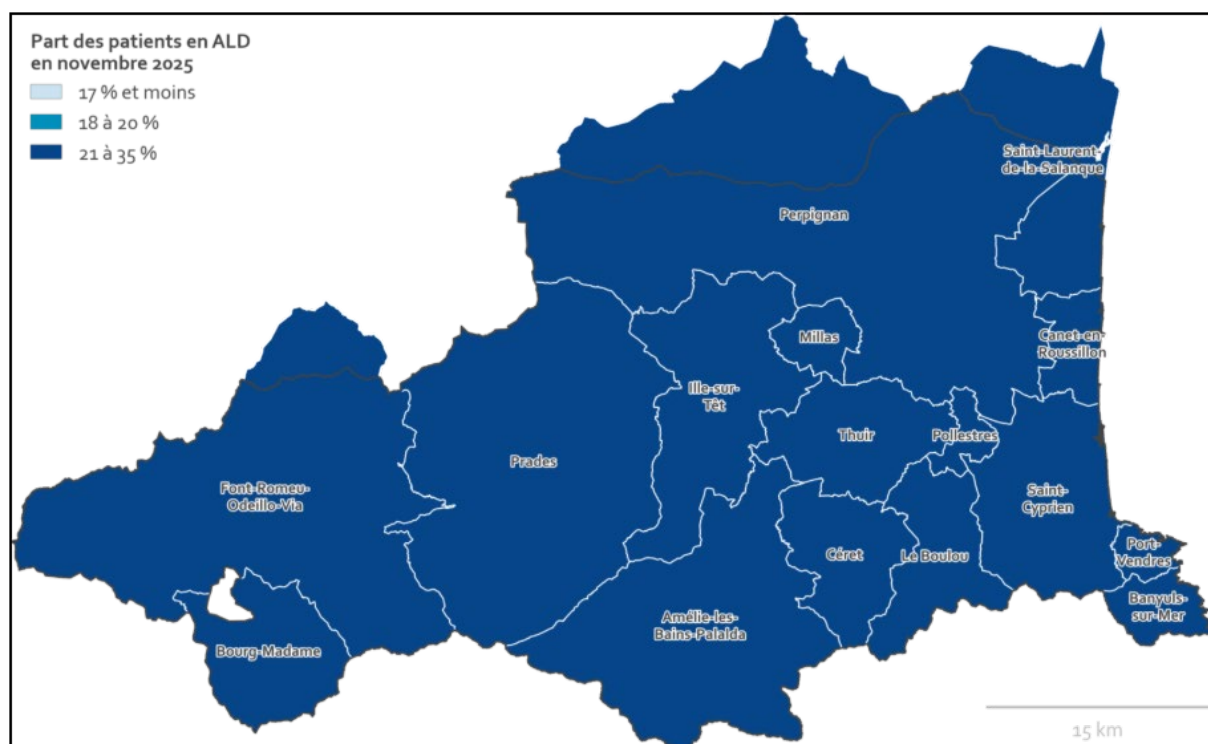 Part des patients en ALD
en novembre 2025
17 % et moins
18 à 20 %
21 à 35 %
Saint-Laurent-
de-la-Salanque
Perpignan
Millas
Canet-en-
Roussillon
Ille-sur-
Têt
Thuir
Pollestres
Prades
Font-Romeu-
Odeillo-Via
Saint-
Cyprien
Céret
Le Boulou
Port-
Vendres
Banyuls-
sur-Mer
Amélie-les-
Bains-Palalda
Bourg-Madame
15 km